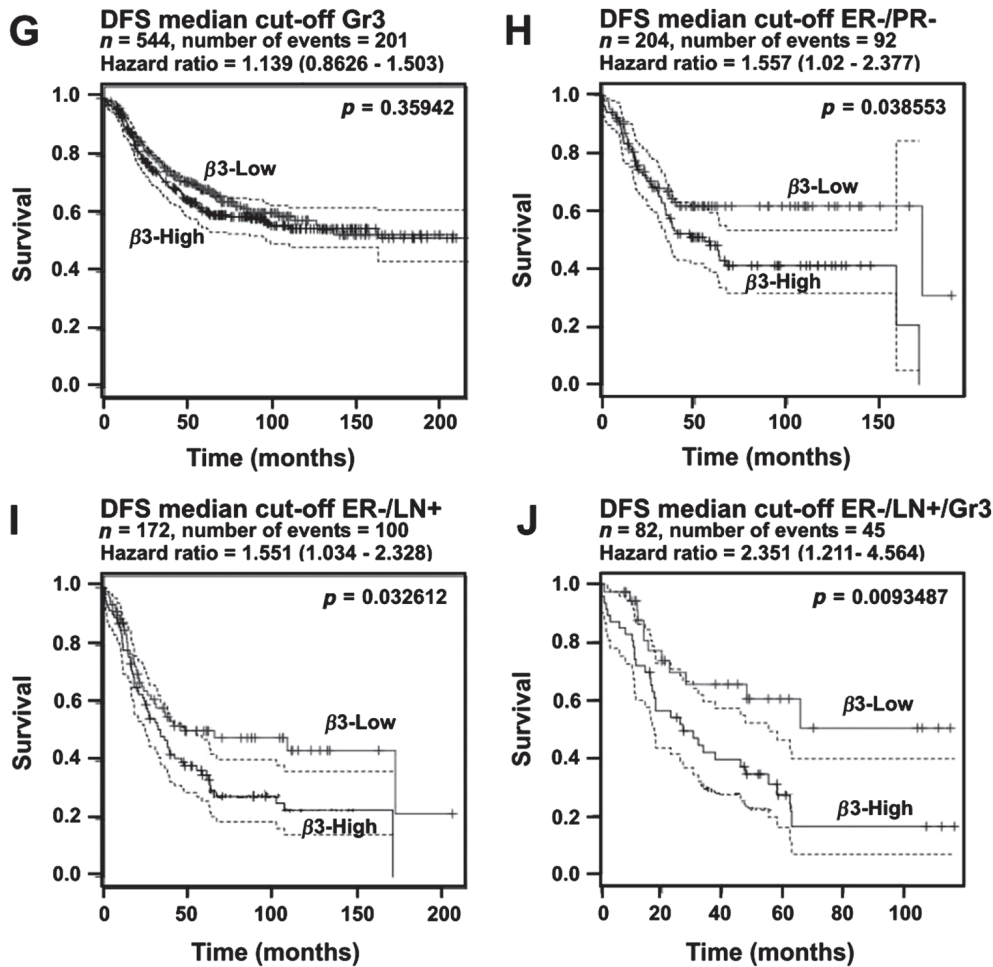 G
DFS median cut-off Gr3
n = 544, number of events = 201
Hazard ratio = 1.139 (0.8626 - 1.503)
p = 0.35942
β3-Low
β3-High
Survival
1.0
0.8
0.6
0.4
0.2
0.0
0 50 100 150 200
Time (months)
H
DFS median cut-off ER-/PR-
n = 204, number of events = 92
Hazard ratio = 1.557 (1.02 - 2.377)
p = 0.038553
β3-Low
β3-High
Survival
1.0
0.8
0.6
0.4
0.2
0.0
0 50 100 150
Time (months)
I
DFS median cut-off ER-/LN+
n = 172, number of events = 100
Hazard ratio = 1.551 (1.034 - 2.328)
p = 0.032612
β3-Low
β3-High
Survival
1.0
0.8
0.6
0.4
0.2
0.0
0 50 100 150 200
Time (months)
J
DFS median cut-off ER-/LN+/Gr3
n = 82, number of events = 45
Hazard ratio = 2.351 (1.211- 4.564)
p = 0.0093487
β3-Low
β3-High
Survival
1.0
0.8
0.6
0.4
0.2
0.0
0 20 40 60 80 100
Time (months)